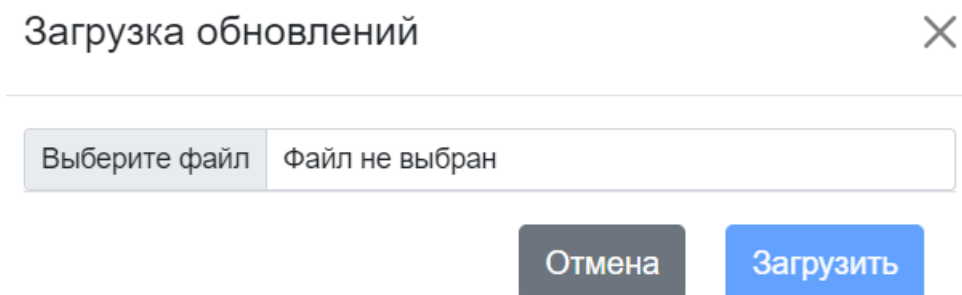 Загрузка обновлений
Выберите файл Файл не выбран
Отмена Загрузить